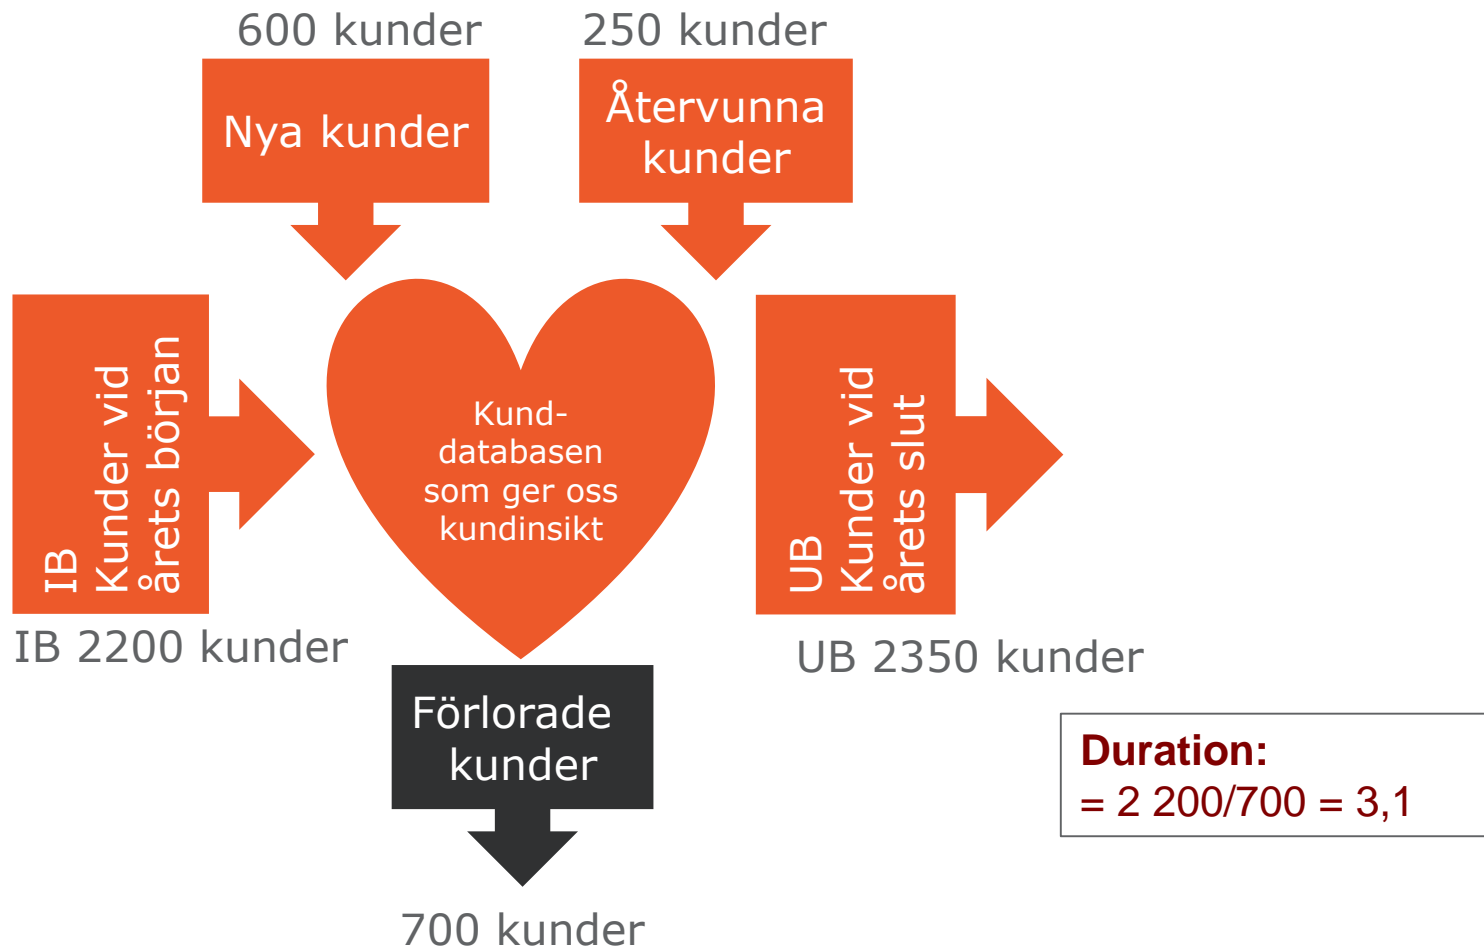 600 kunder
250 kunder
Nya kunder
Återvunna
kunder
IB
Kunder vid
årets början
Kund-
databasen
som ger oss
kundinsikt
UB
Kunder vid
årets slut
IB 2200 kunder
UB 2350 kunder
Förlorade
kunder
Duration:
= 2 200/700 = 3,1
700 kunder